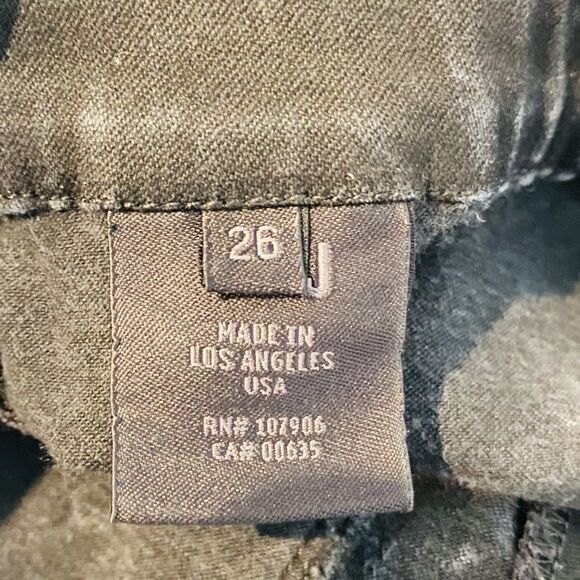 26
J
MADE IN
LOS ANGELES
USA
RN# 107906
CA# 00635